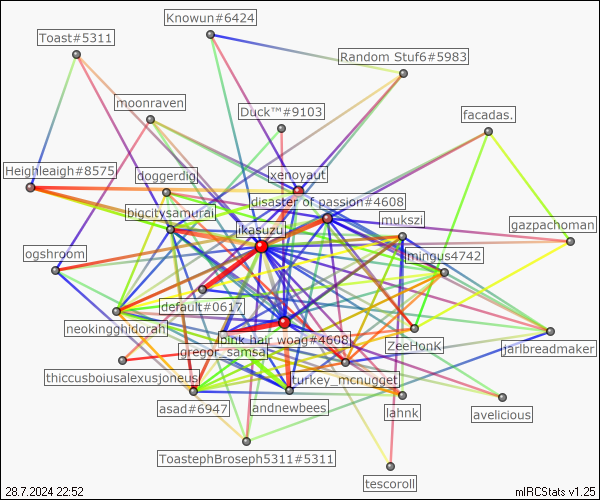 Knowun#6424
Toast#5311
Random Stuf6#5983
moonraven
Duck™#9103
facadas.
Heighleaigh#8575
doggerdig
xenoyaut
disaster of passion#4608
bigcitysamurai
mukszi
gazpachoman
ikasuzu
ogshroom
mingus4742
default#0617
neokinghidorah
pink hair woag#4608
ZeeHonK
jarlbreadmaker
gregor_samsa
thiccusboiusalexusjoneus
turkey_mcnugget
asad#6947
andnewbees
lahnk
avelicious
ToastephBroseph5311#5311
tescoroll
28.7.2024 22:52
mIRCStats v1.25